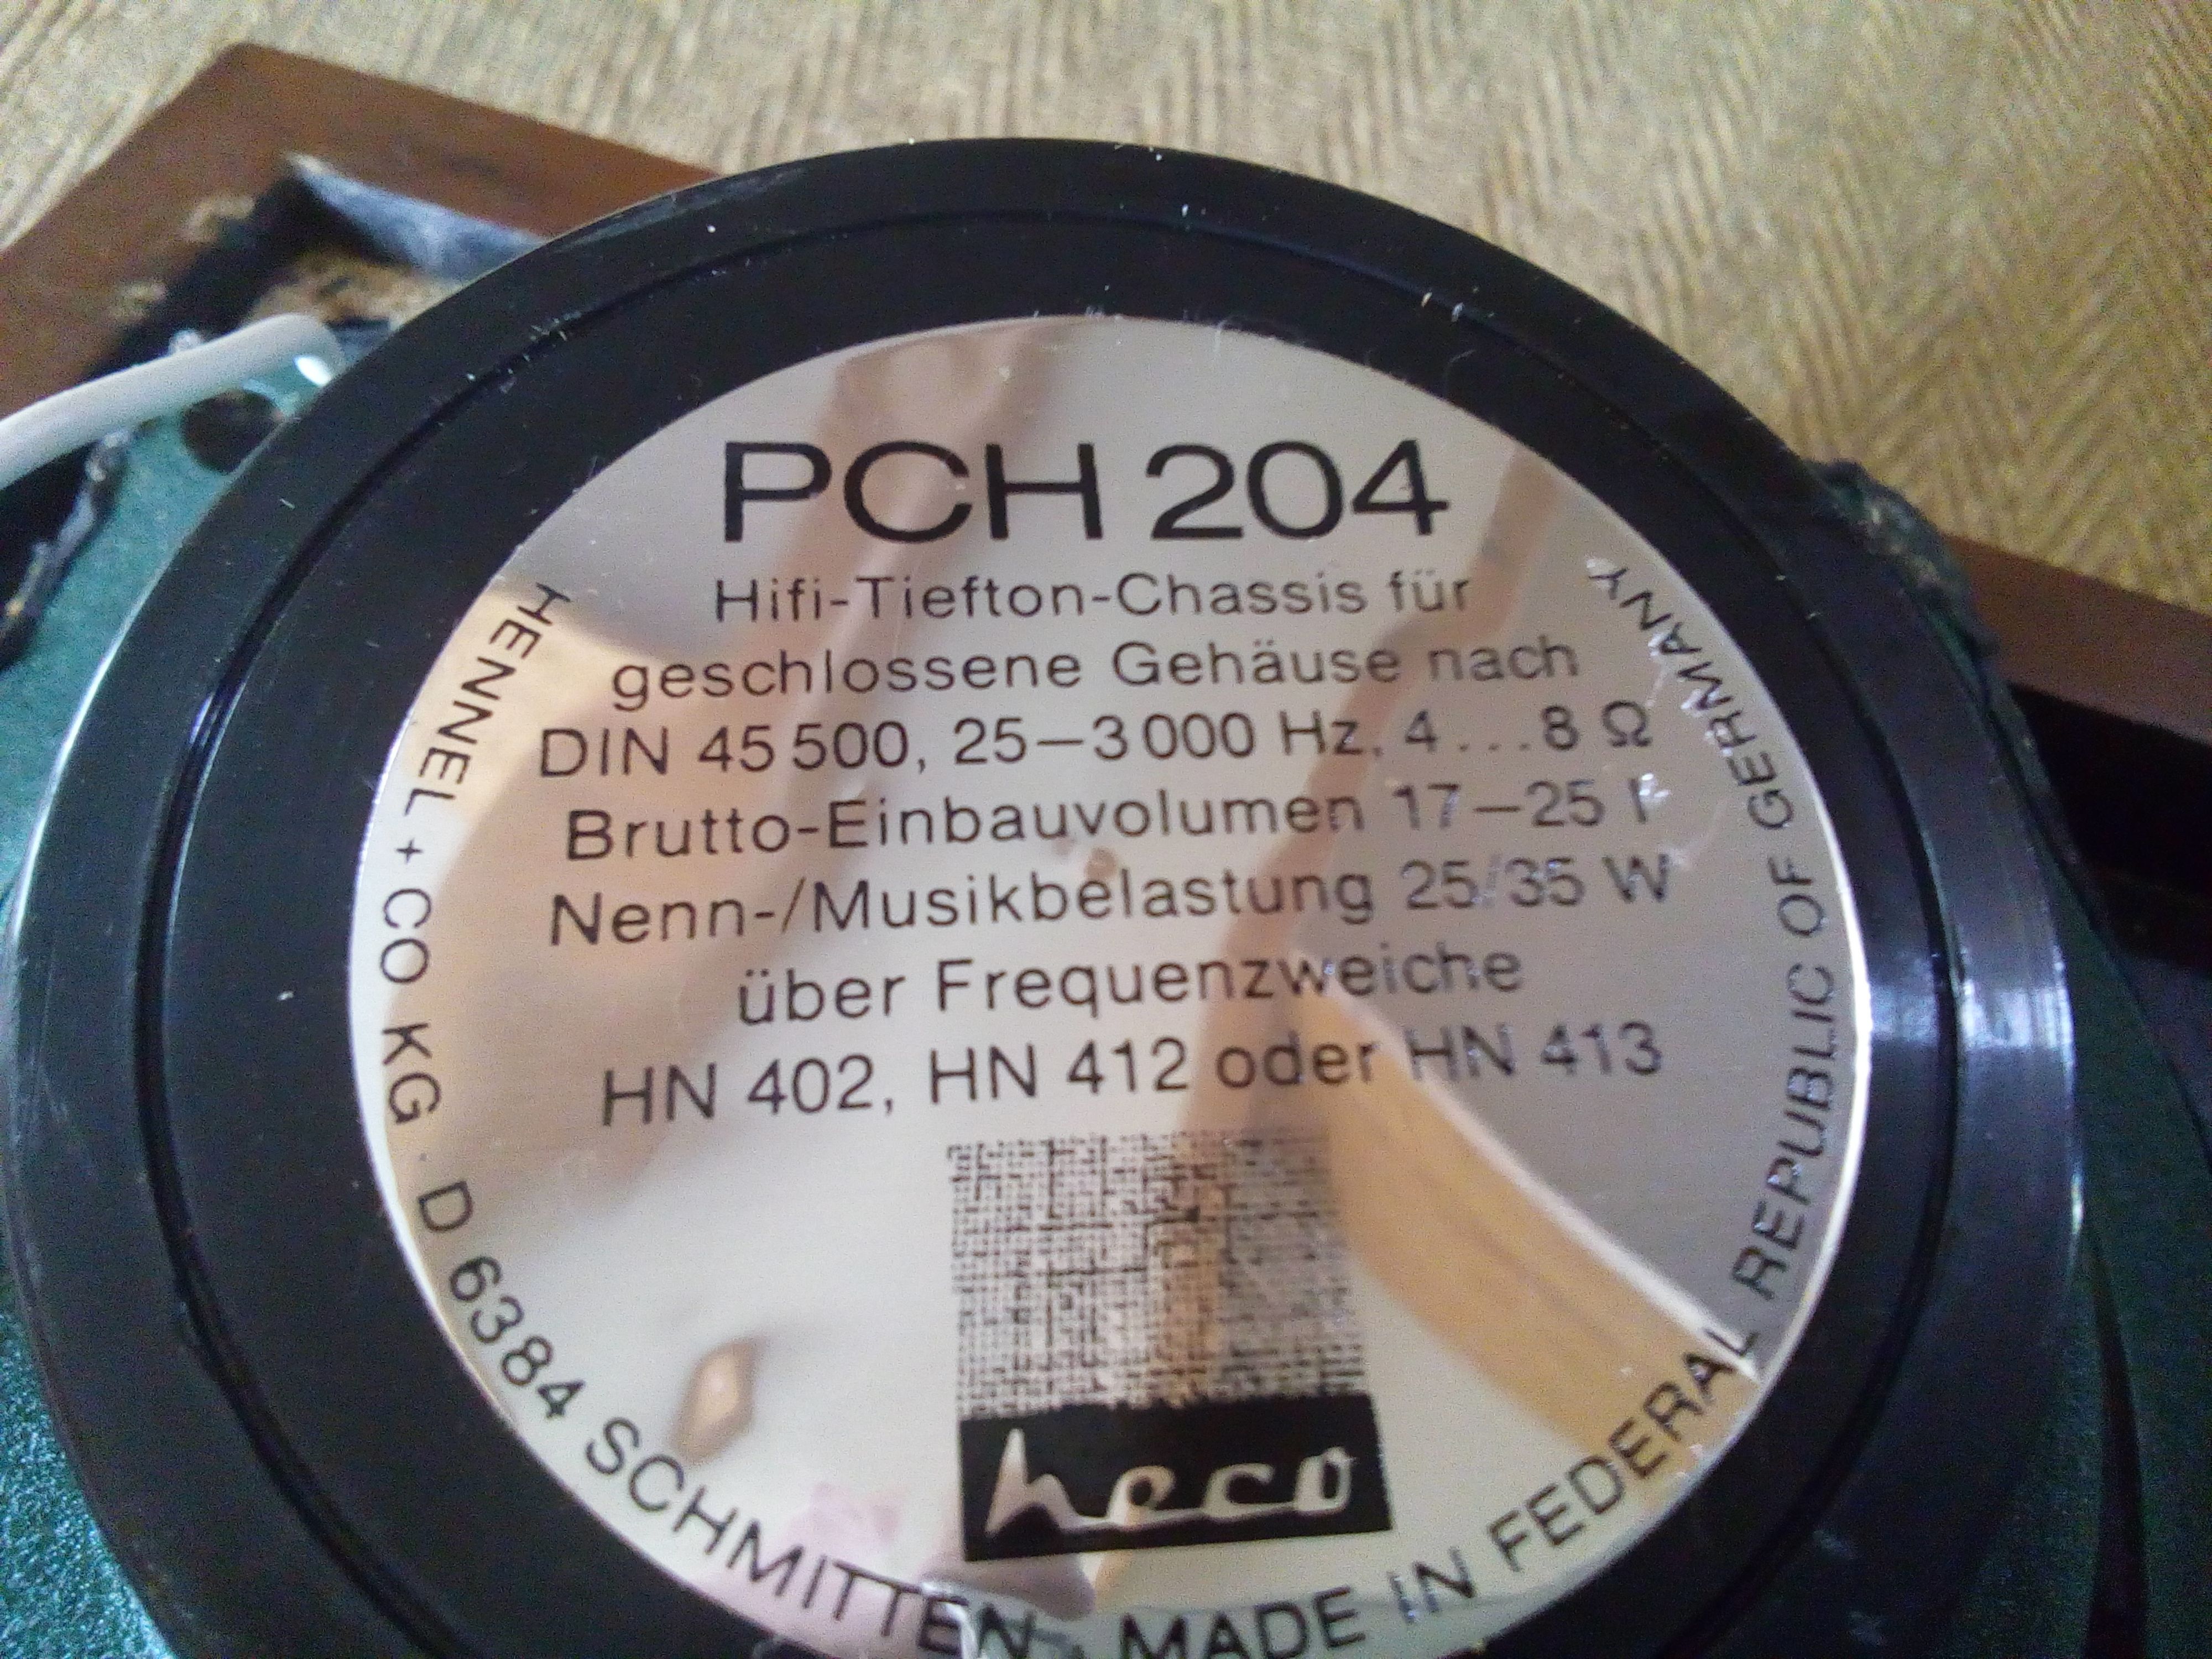 PCH 204
Hifi-Tiefton-Chassis für
geschlossene Gehäuse nach
DIN 45 500, 25–3 000 Hz, 4...8 Ω
Brutto-Einbauvolumen 17–25 l
Nenn-/Musikbelastung 25/35 W
über Frequenzweiche
HN 402, HN 412 oder HN 413
heco
HENNEL + CO KG · D 6384 SCHMITTEN · MADE IN FEDERAL REPUBLIC OF GERMANY